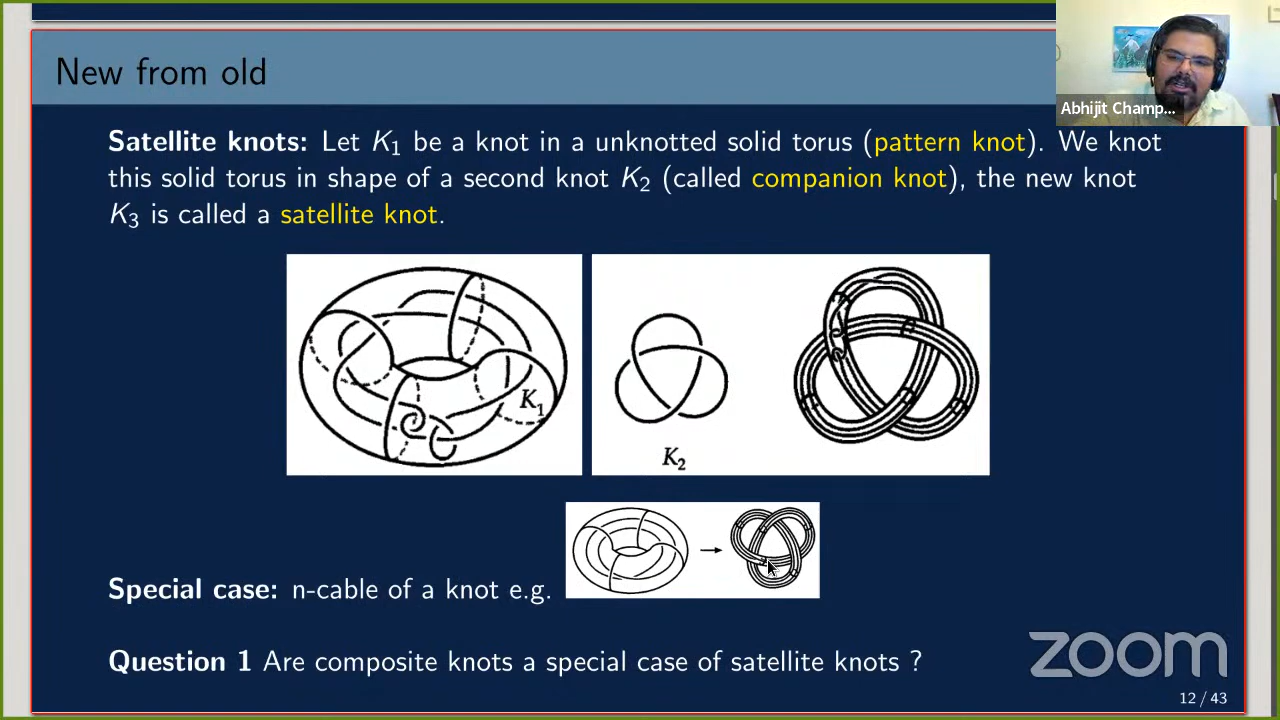 New from old
Abhijit Champ...
Satellite knots: Let K₁ be a knot in a unknotted solid torus (pattern knot). We knot
this solid torus in shape of a second knot K₂ (called companion knot), the new knot
K₃ is called a satellite knot.
K₁
K₂
Special case: n-cable of a knot e.g.
Question 1 Are composite knots a special case of satellite knots ?
zoom
12 / 43